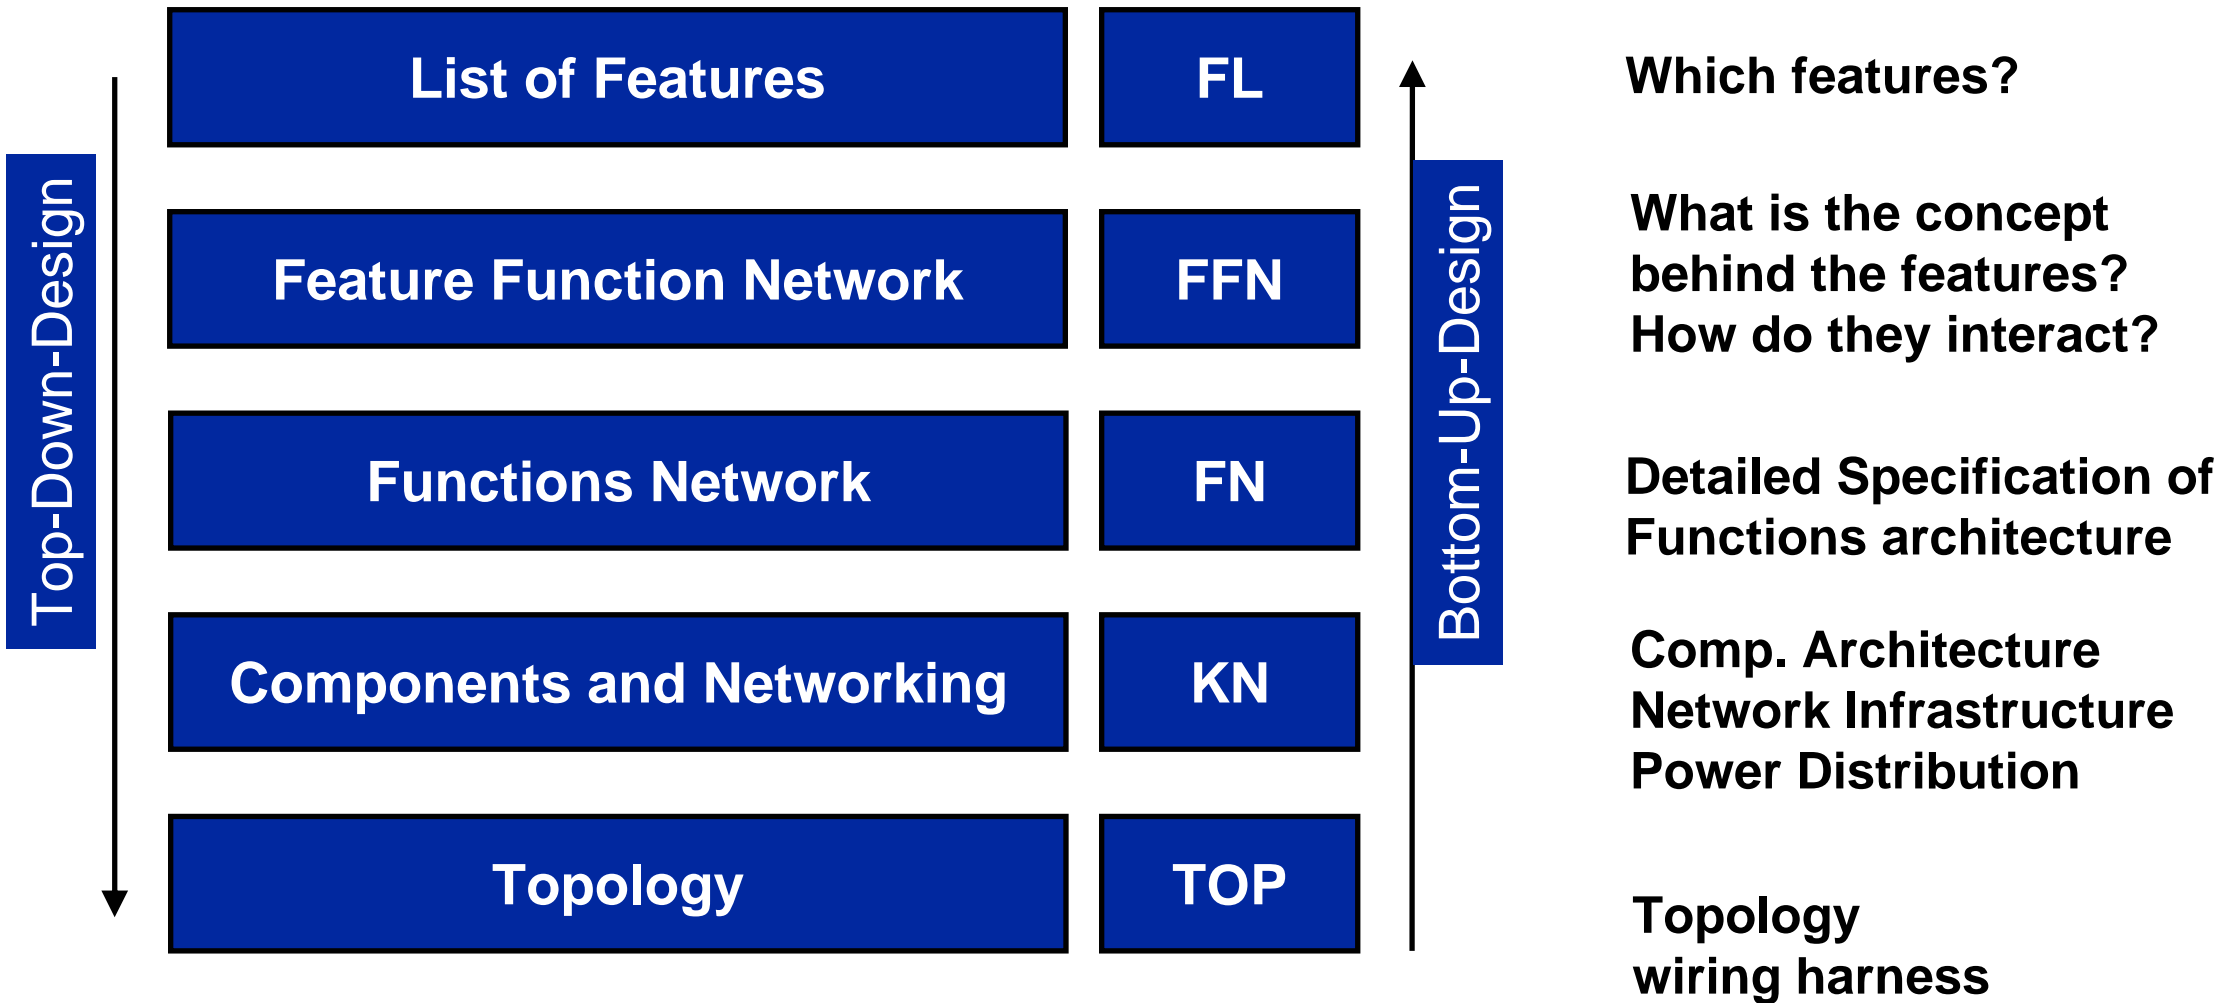 List of Features
FL
Which features?
Top-Down-Design
Bottom-Up-Design
Feature Function Network
FFN
What is the concept
behind the features?
How do they interact?
Functions Network
FN
Detailed Specification of
Functions architecture
Components and Networking
KN
Comp. Architecture
Network Infrastructure
Power Distribution
Topology
TOP
Topology
wiring harness